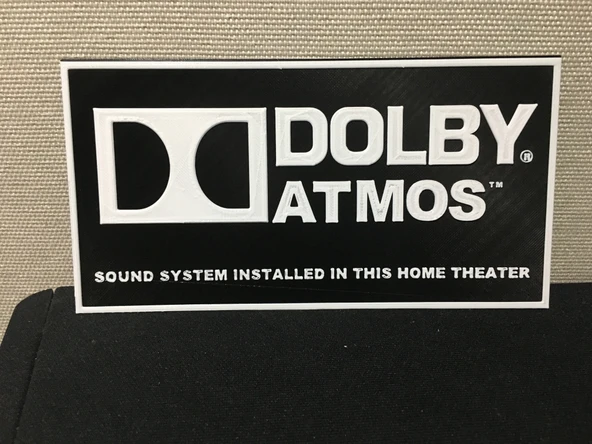 DOLBY®
ATMOS™
SOUND SYSTEM INSTALLED IN THIS HOME THEATER